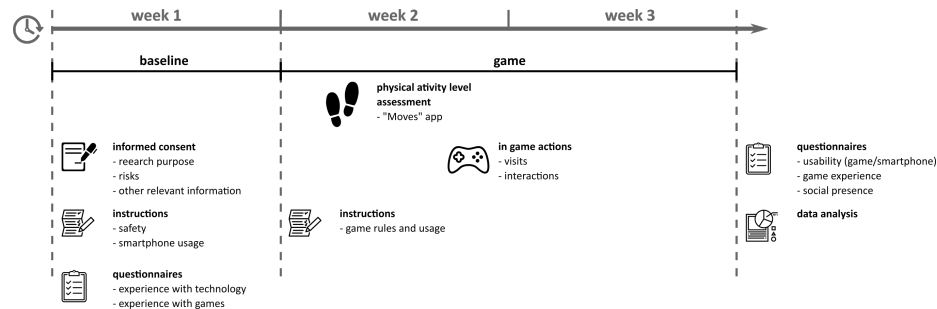 week 1
week 2
week 3
baseline
game
physical ativity level
assessment
- "Moves" app
informed consent
- reearch purpose
- risks
- other relevant information
in game actions
- visits
- interactions
questionnaires
- usability (game/smartphone)
- game experience
- social presence
instructions
- safety
- smartphone usage
instructions
- game rules and usage
data analysis
questionnaires
- experience with technology
- experience with games